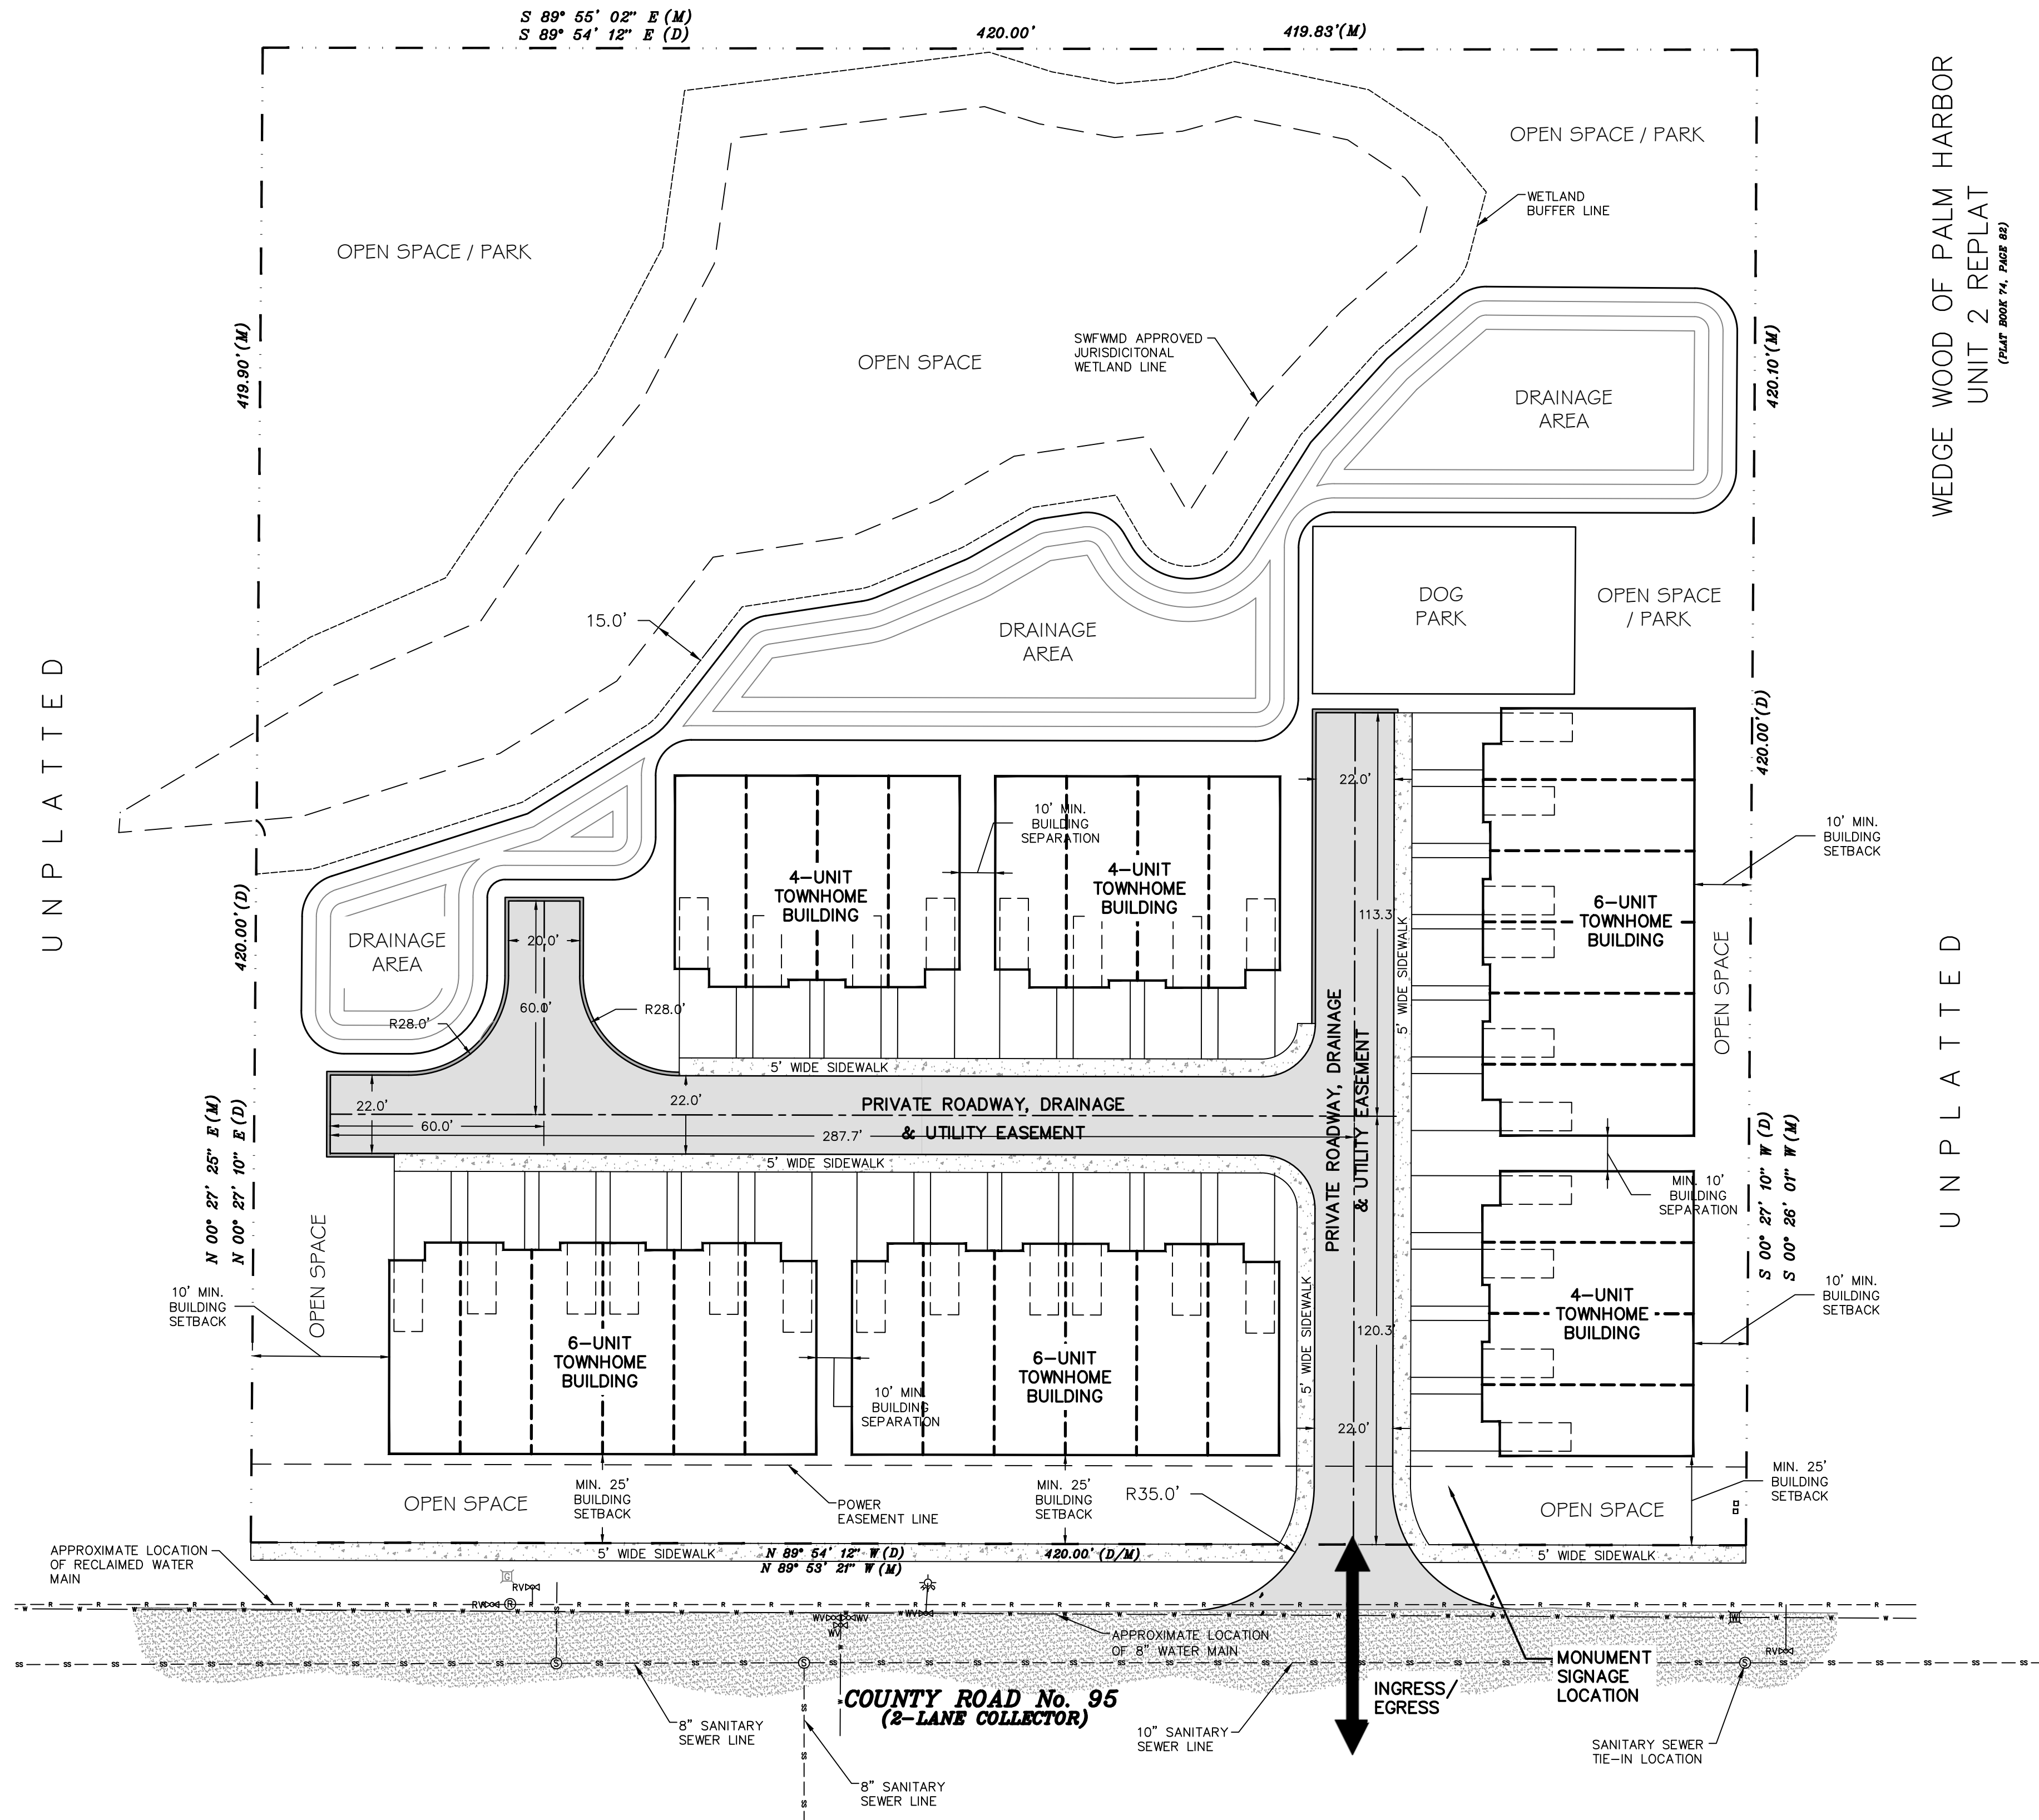 S 89° 55' 02" E (M)
S 89° 54' 12" E (D)
420.00'
419.83'(M)
OPEN SPACE / PARK
WETLAND
BUFFER LINE
OPEN SPACE / PARK
WEDGE WOOD OF PALM HARBOR
UNIT 2 REPLAT
(PLAT BOOK 74, PAGE 82)
419.90'(M)
OPEN SPACE
SWFWMD APPROVED
JURISDICITONAL
WETLAND LINE
420.10'(M)
DRAINAGE
AREA
15.0'
DRAINAGE
AREA
DOG
PARK
OPEN SPACE
/ PARK
UNPLATTED
420.00'(D)
22.0'
10' MIN.
BUILDING
SEPARATION
10' MIN.
BUILDING
SETBACK
4-UNIT
TOWNHOME
BUILDING
4-UNIT
TOWNHOME
BUILDING
113.3'
6-UNIT
TOWNHOME
BUILDING
420.00'(D)
DRAINAGE
AREA
20.0'
60.0'
R28.0'
R28.0'
5' WIDE SIDEWALK
OPEN SPACE
UNPLATTED
5' WIDE SIDEWALK
PRIVATE ROADWAY, DRAINAGE
& UTILITY EASEMENT
22.0'
22.0'
PRIVATE ROADWAY, DRAINAGE
& UTILITY EASEMENT
60.0'
287.7'
5' WIDE SIDEWALK
N 00° 27' 25" E (M)
N 00° 27' 10" E (D)
S 00° 27' 10" W (D)
S 00° 26' 01" W (M)
MIN. 10'
BUILDING
SEPARATION
OPEN SPACE
10' MIN.
BUILDING
SETBACK
10' MIN.
BUILDING
SETBACK
6-UNIT
TOWNHOME
BUILDING
6-UNIT
TOWNHOME
BUILDING
10' MIN.
BUILDING
SEPARATION
5' WIDE SIDEWALK
120.3'
4-UNIT
TOWNHOME
BUILDING
22.0'
OPEN SPACE
MIN. 25'
BUILDING
SETBACK
POWER
EASEMENT LINE
MIN. 25'
BUILDING
SETBACK
R35.0'
OPEN SPACE
MIN. 25'
BUILDING
SETBACK
APPROXIMATE LOCATION
OF RECLAIMED WATER
MAIN
5' WIDE SIDEWALK
N 89° 54' 12" W (D)
N 89° 53' 21" W (M)
420.00' (D/M)
5' WIDE SIDEWALK
G
RV
RV
R
WV
WV
WV
WV
W
RV
APPROXIMATE LOCATION
OF 8" WATER MAIN
S
S
S
COUNTY ROAD No. 95
(2-LANE COLLECTOR)
INGRESS/
EGRESS
MONUMENT
SIGNAGE
LOCATION
8" SANITARY
SEWER LINE
10" SANITARY
SEWER LINE
SANITARY SEWER
TIE-IN LOCATION
8" SANITARY
SEWER LINE